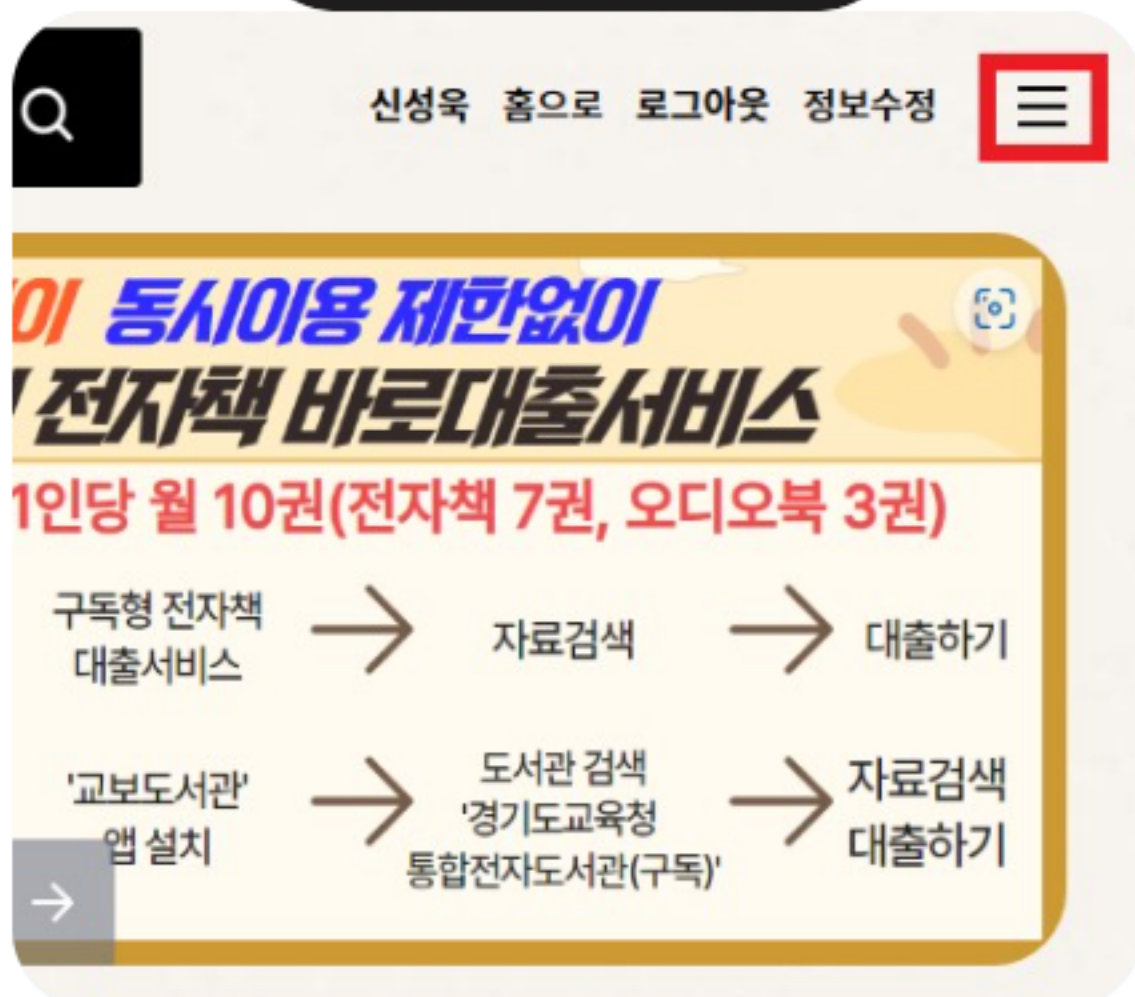 신성욱 홈으로 로그아웃 정보수정
이 동시이용 제한없이
전자책 바로대출서비스
1인당 월 10권(전자책 7권, 오디오북 3권)
구독형 전자책
대출서비스
자료검색
대출하기
'교보도서관'
앱 설치
도서관 검색
'경기도교육청
통합전자도서관(구독)'
자료검색
대출하기